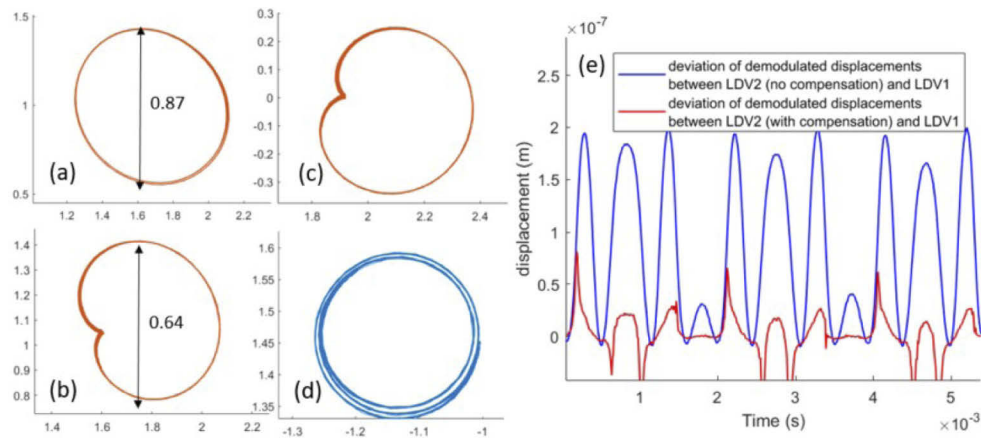 1.5
1
0.5
1.2 1.4 1.6 1.8 2 2.2
0.87
(a)
0.3
0.2
0.1
0
-0.1
-0.2
-0.3
1.8 2 2.2 2.4
(c)
1.4
1.3
1.2
1.1
1
0.9
0.8
1.4 1.6 1.8 2 2.2
0.64
(b)
1.6
1.55
1.5
1.45
1.4
1.35
-1.3 -1.2 -1.1 -1
(d)
×10⁻⁷
2.5
2
1.5
1
0.5
0
displacement (m)
(e)
deviation of demodulated displacements
between LDV2 (no compensation) and LDV1
deviation of demodulated displacements
between LDV2 (with compensation) and LDV1
1 2 3 4 5
Time (s)
×10⁻³